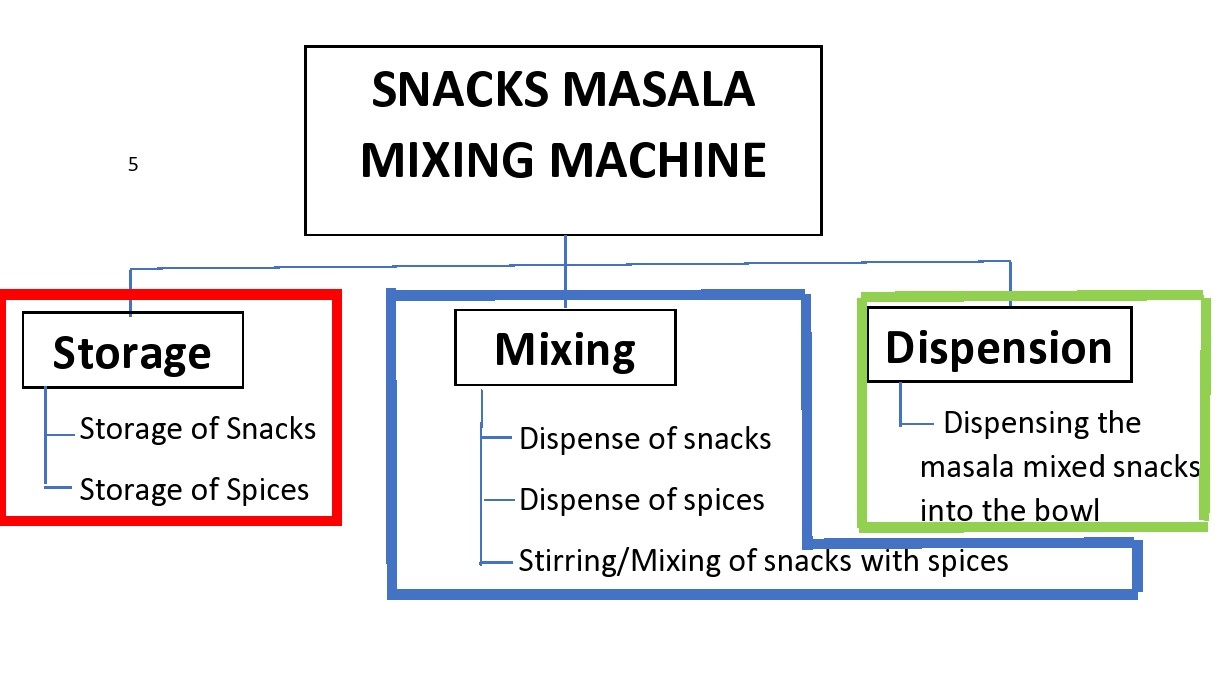 SNACKS MASALA
MIXING MACHINE
5
Storage
Storage of Snacks
Storage of Spices
Mixing
Dispense of snacks
Dispense of spices
Stirring/Mixing of snacks with spices
Dispension
Dispensing the
masala mixed snacks
into the bowl